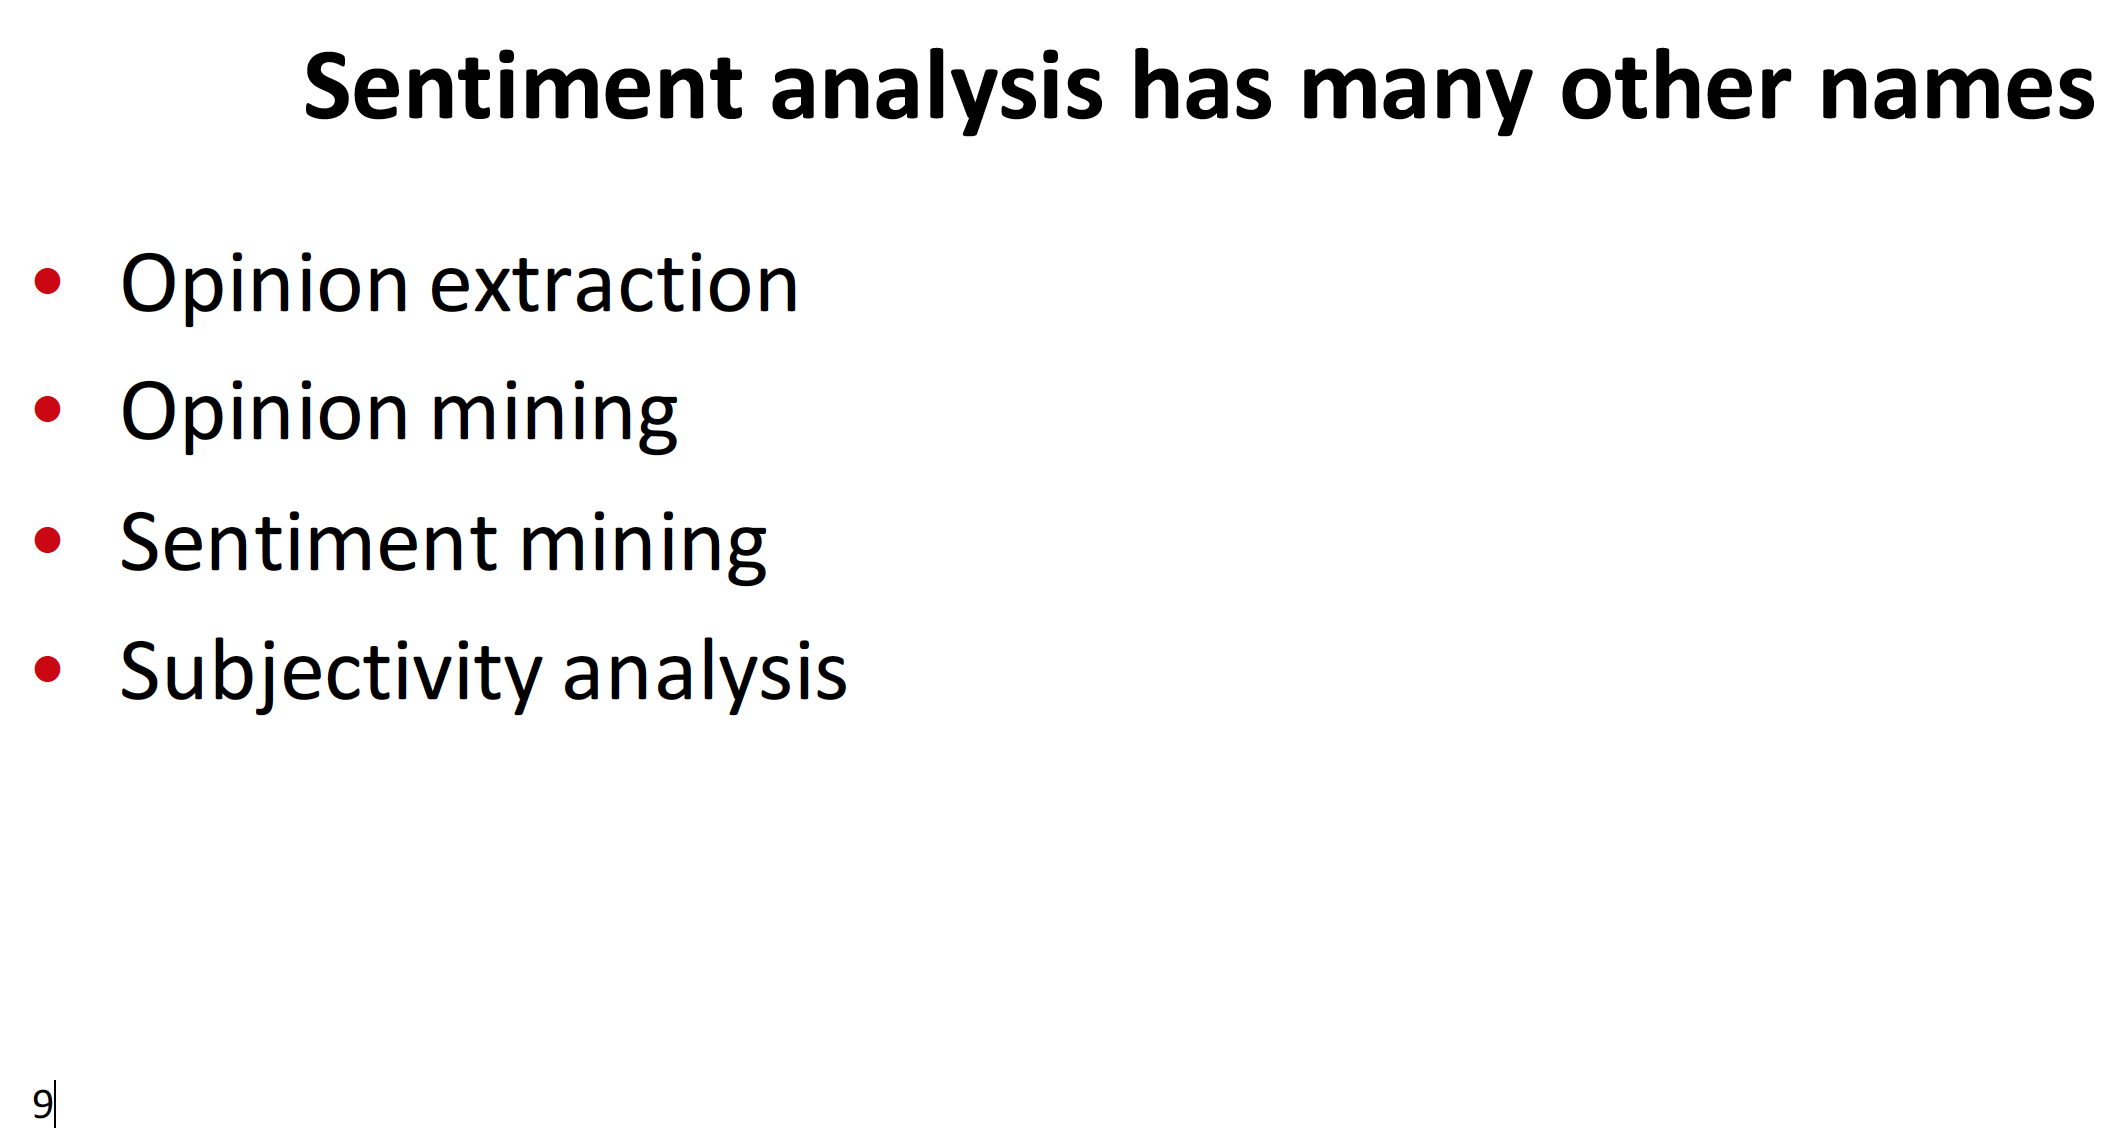 Sentiment analysis has many other names
• Opinion extraction
• Opinion mining
• Sentiment mining
• Subjectivity analysis
9